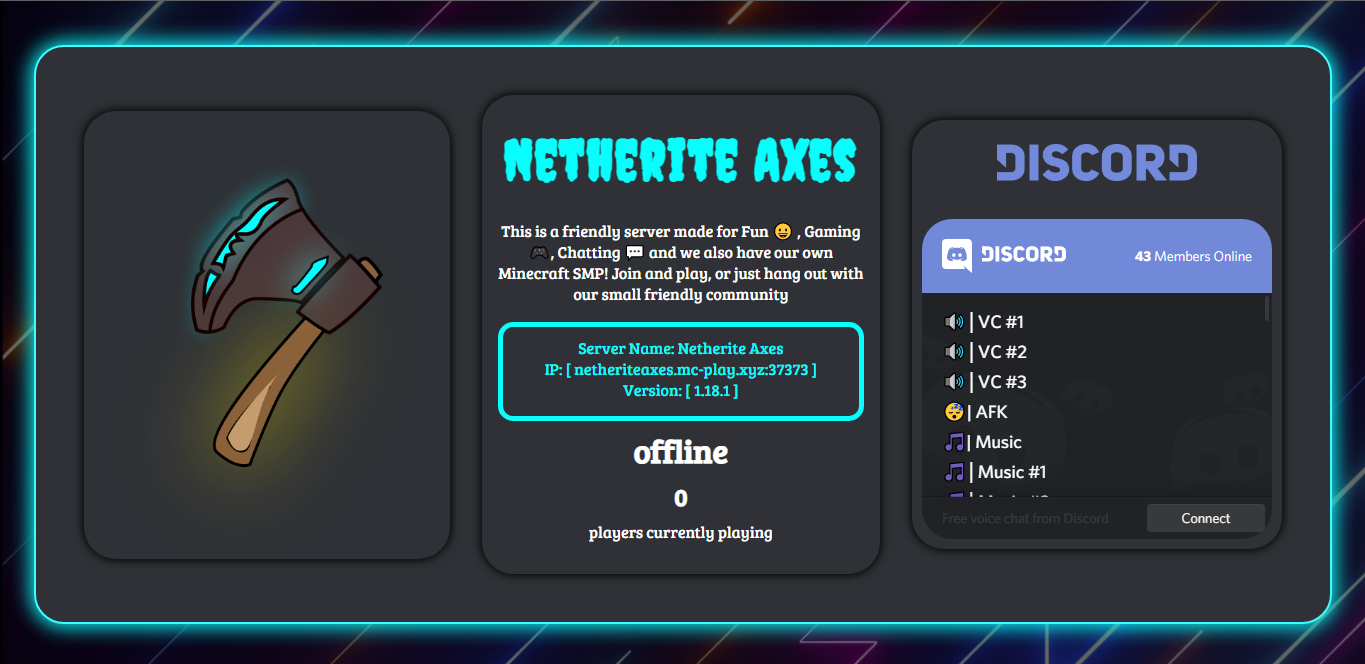 NETHERITE AXES
This is a friendly server made for Fun 😀 , Gaming
🎮, Chatting 💬 and we also have our own
Minecraft SMP! Join and play, or just hang out with
our small friendly community
Server Name: Netherite Axes
IP: [ netheriteaxes.mc-play.xyz:37373 ]
Version: [ 1.18.1 ]
offline
0
players currently playing
DISCORD
DISCORD
43 Members Online
🔊 | VC #1
🔊 | VC #2
🔊 | VC #3
😴 | AFK
🎵 | Music
🎵 | Music #1
Free voice chat from Discord
Connect